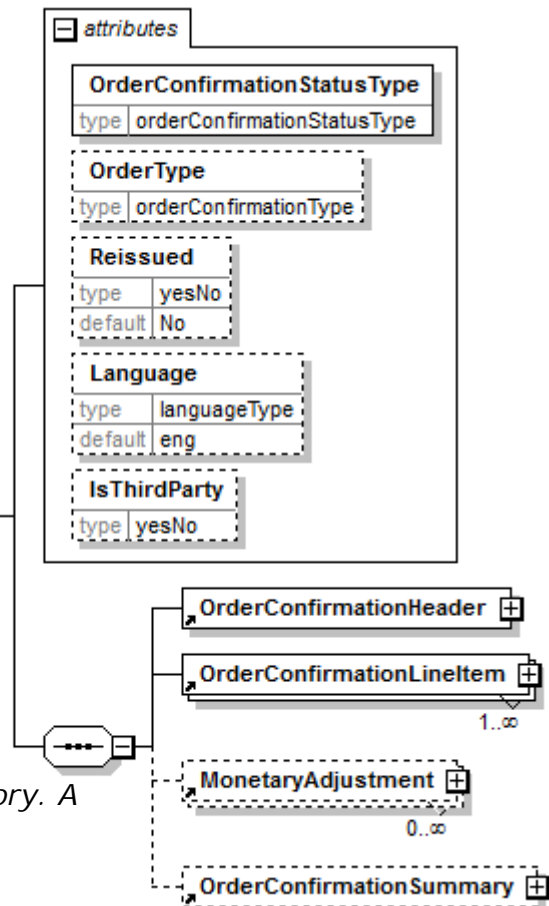 attributes
OrderConfirmationStatusType
type orderConfirmationStatusType
OrderType
type orderConfirmationType
Reissued
type yesNo
default No
Language
type languageType
default eng
IsThirdParty
type yesNo
OrderConfirmationHeader
OrderConfirmationLineItem
1..∞
MonetaryAdjustment
ory. A
0..∞
OrderConfirmationSummary